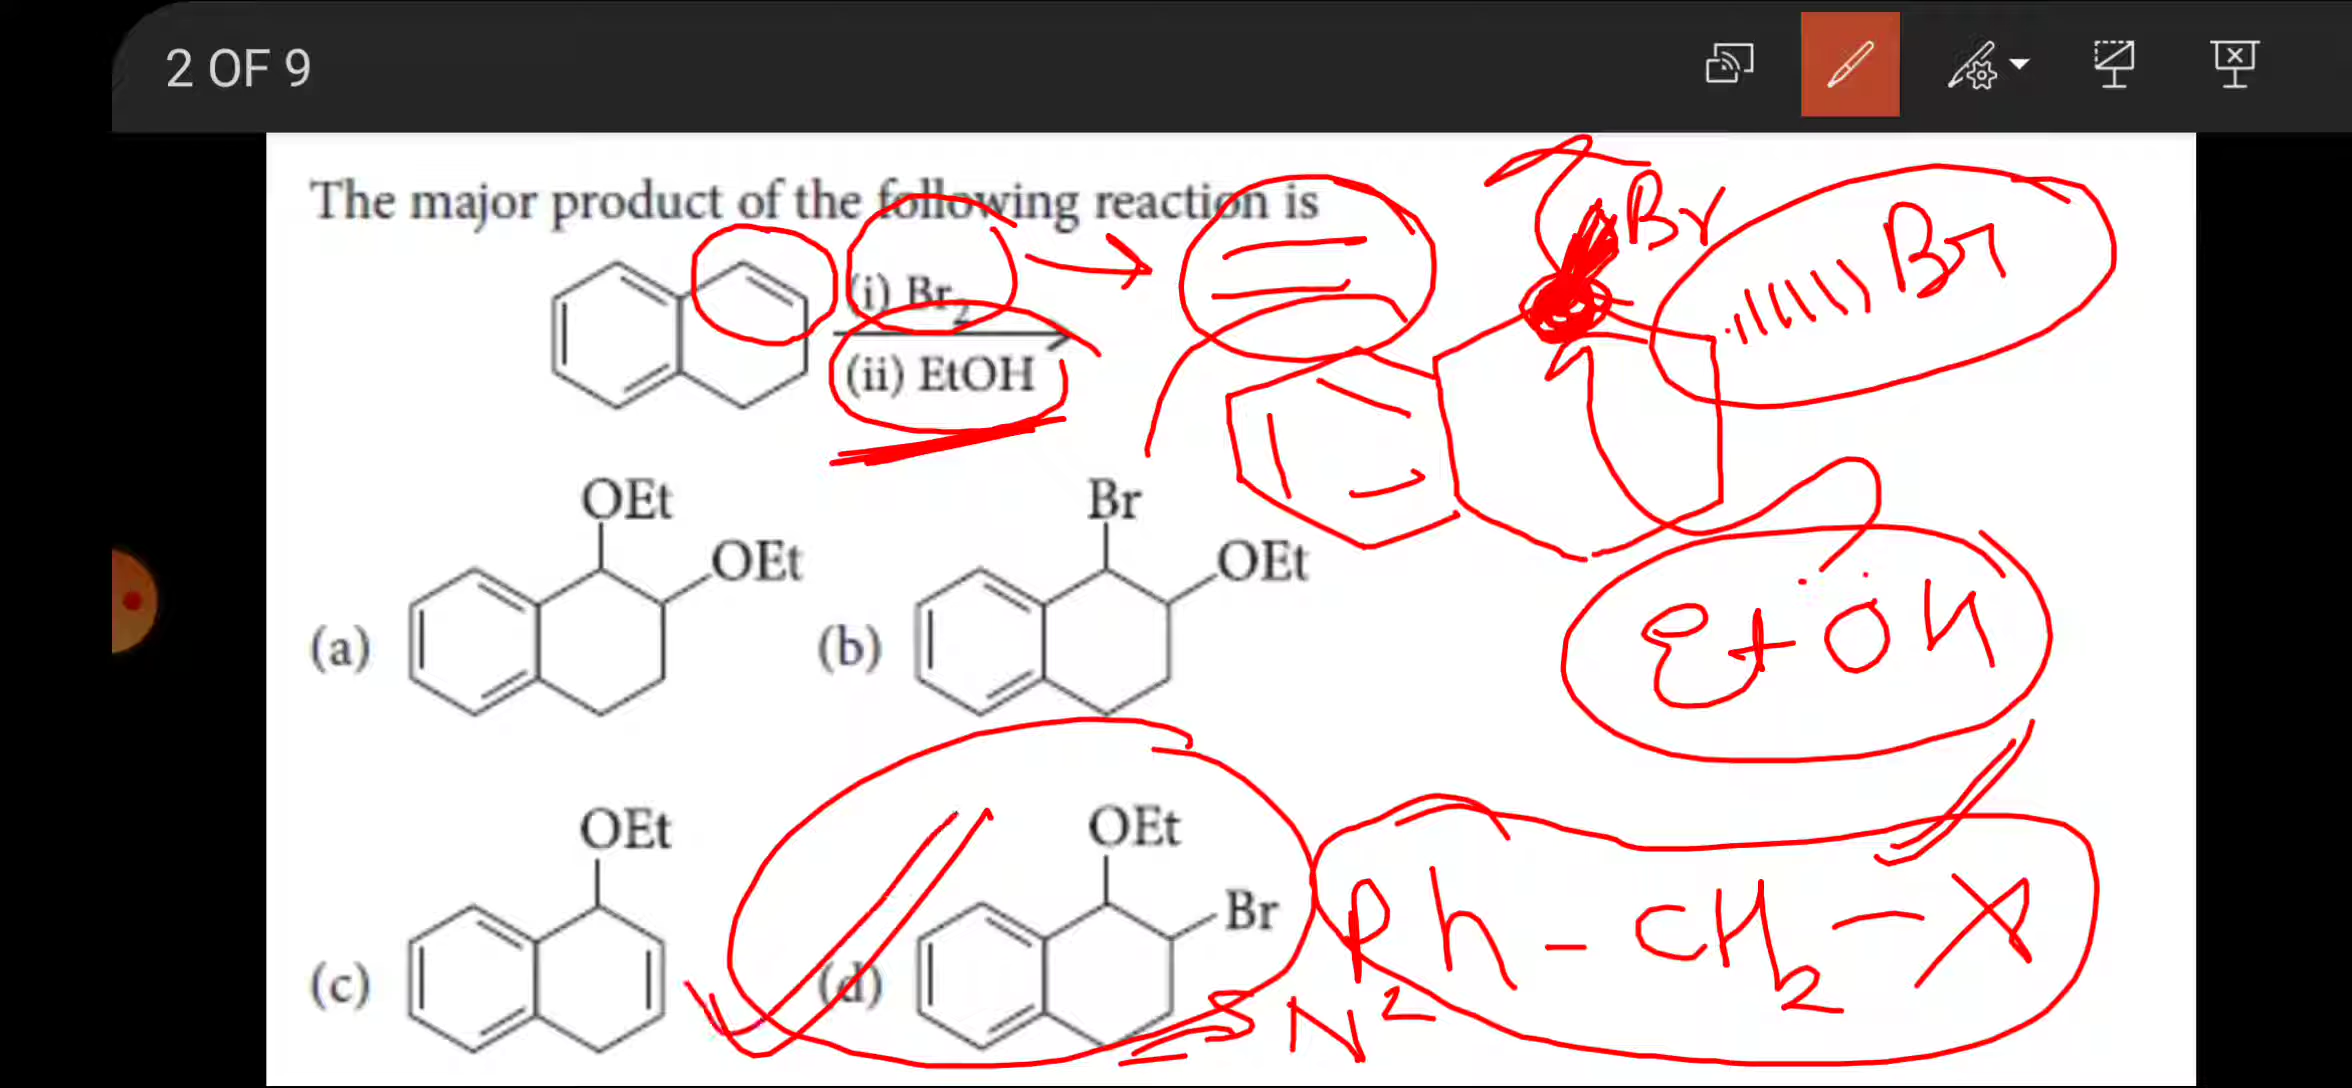 2 OF 9
The major product of the following reaction is
(i) Br2
(ii) EtOH
Br
Br
OEt
OEt
(a)
Br
OEt
(b)
EtOH
OEt
(c)
OEt
Br
(d)
Ph - CH2 - X
N2